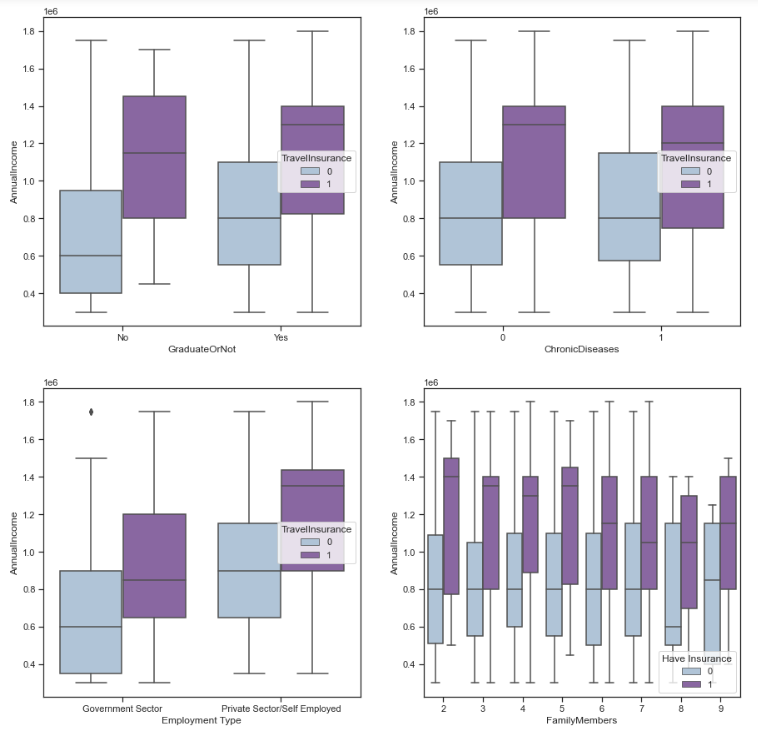 1e6
1.8
1.6
1.4
1.2
1.0
0.8
0.6
0.4
AnnualIncome
TravelInsurance
0
1
No Yes
GraduateOrNot
1e6
1.8
1.6
1.4
1.2
1.0
0.8
0.6
0.4
AnnualIncome
TravelInsurance
0
1
0 1
ChronicDiseases
1e6
1.8
1.6
1.4
1.2
1.0
0.8
0.6
0.4
AnnualIncome
TravelInsurance
0
1
Government Sector Private Sector/Self Employed
Employment Type
1e6
1.8
1.6
1.4
1.2
1.0
0.8
0.6
0.4
AnnualIncome
Have Insurance
0
1
2 3 4 5 6 7 8 9
FamilyMembers